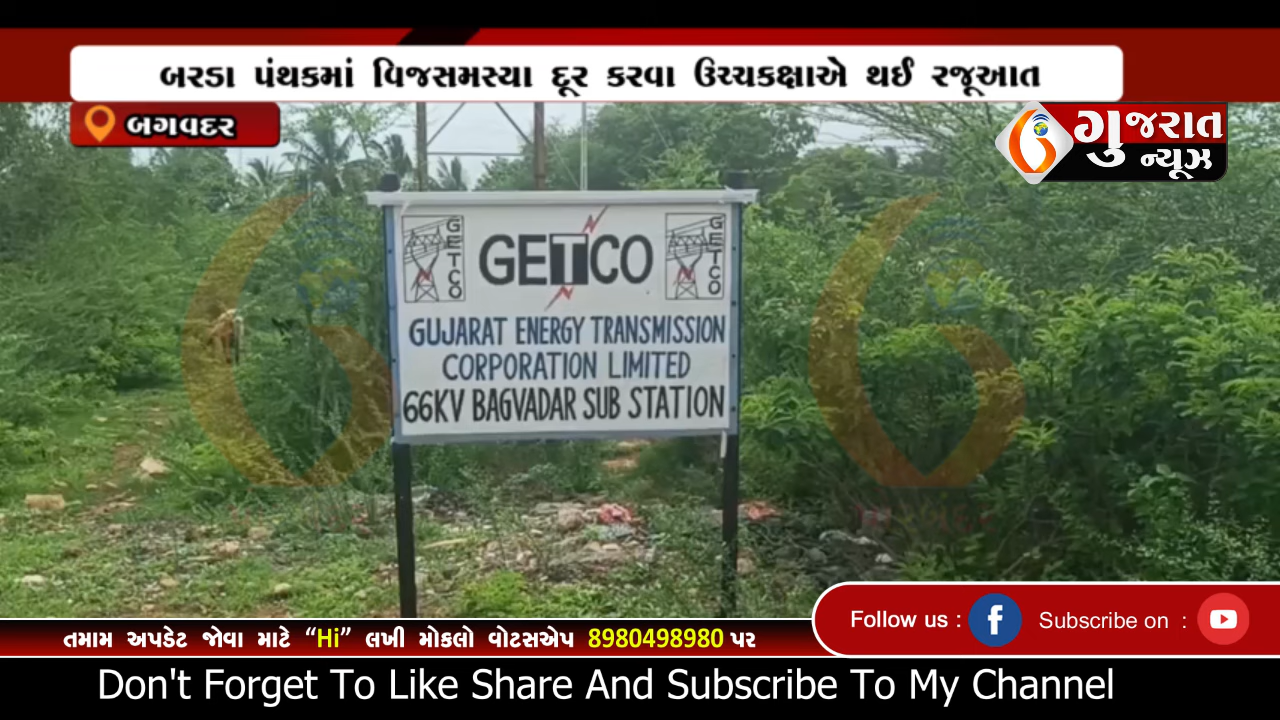 બરડા પંથકમાં વિજસમસ્યા દૂર કરવા ઉચ્ચકક્ષાએ થઈ રજૂઆત
બગવદર
ગુજરાત
ન્યૂઝ
GETCO
GETCO
GETCO
GUJARAT ENERGY TRANSMISSION
CORPORATION LIMITED
66KV BAGVADAR SUB STATION
Follow us :
Subscribe on :
તમામ અપડેટ જોવા માટે “Hi” લખી મોકલો વોટસએપ 8980498980 પર
Don't Forget To Like Share And Subscribe To My Channel